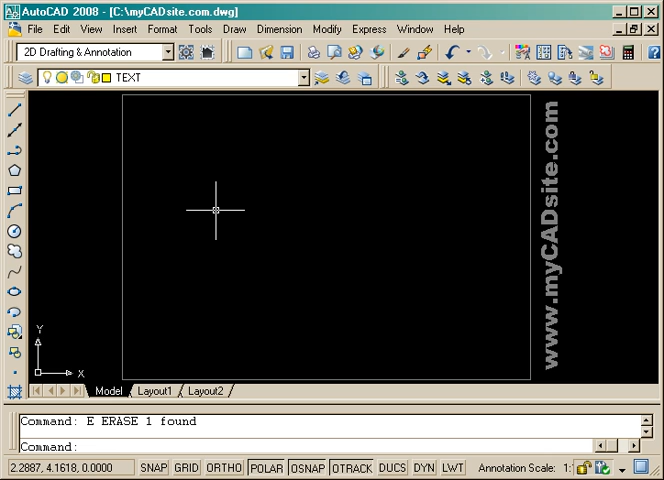 AutoCAD 2008 - [C:\myCADsite.com.dwg]
File Edit View Insert Format Tools Draw Dimension Modify Express Window Help
2D Drafting & Annotation
TEXT
www.myCADsite.com
Y
X
Model Layout1 Layout2
Command: E ERASE 1 found
Command:
2.2887, 4.1618, 0.0000 SNAP GRID ORTHO POLAR OSNAP OTRACK DUCS DYN LWT Annotation Scale: 1: